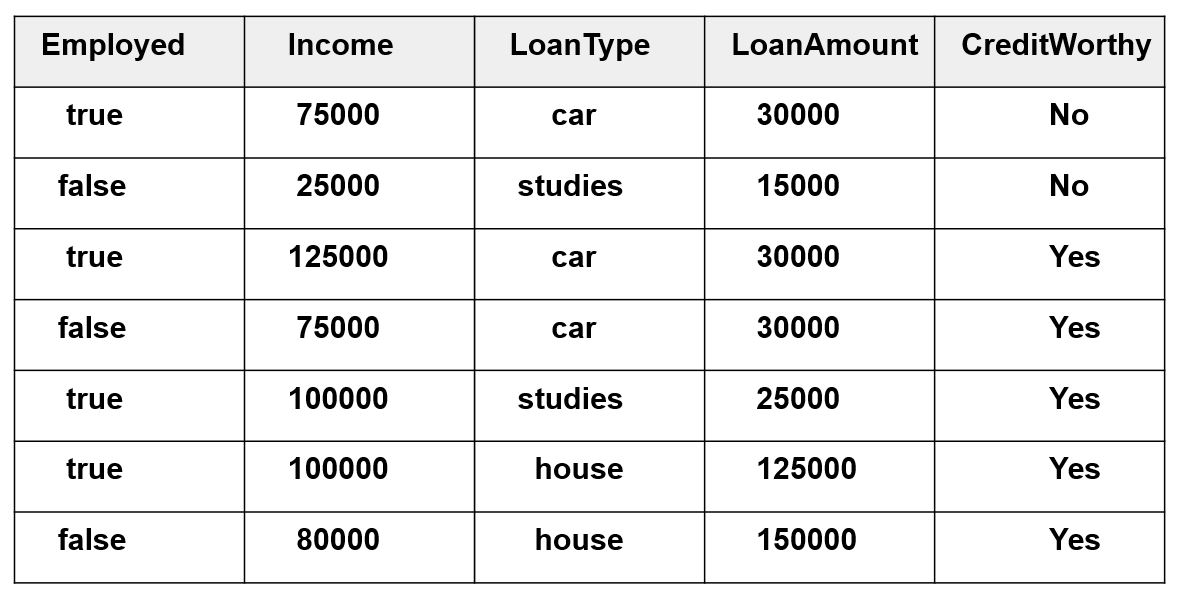 Employed Income LoanType LoanAmount CreditWorthy
true 75000 car 30000 No
false 25000 studies 15000 No
true 125000 car 30000 Yes
false 75000 car 30000 Yes
true 100000 studies 25000 Yes
true 100000 house 125000 Yes
false 80000 house 150000 Yes